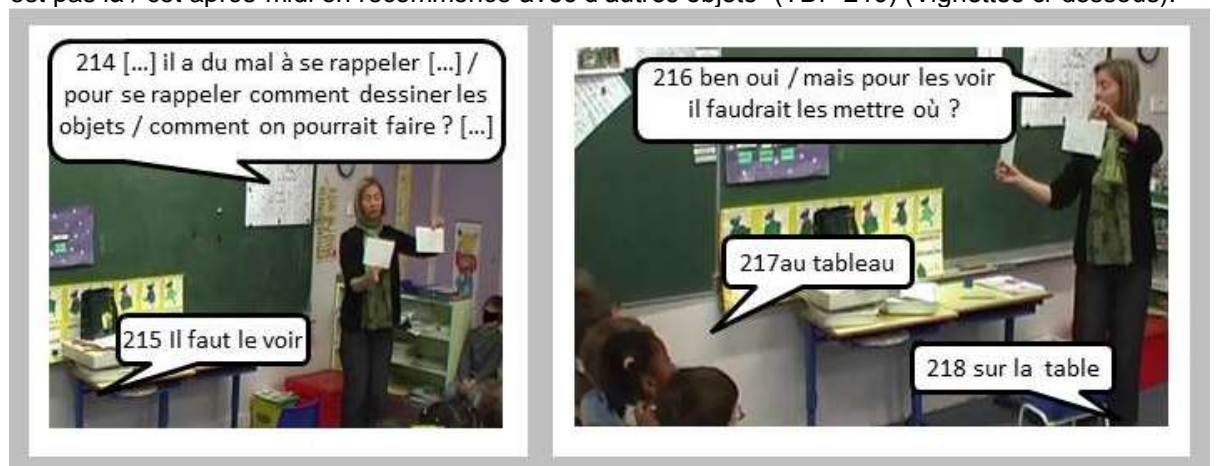 est pas là / cet après-midi on recommence avec d'autres objets" (TDP 210) (Vignettes ci-dessous).
214 [...] il a du mal à se rappeler [...] /
pour se rappeler comment dessiner les
objets / comment on pourrait faire ? [...]
215 Il faut le voir
216 ben oui / mais pour les voir
il faudrait les mettre où ?
217au tableau
218 sur la table